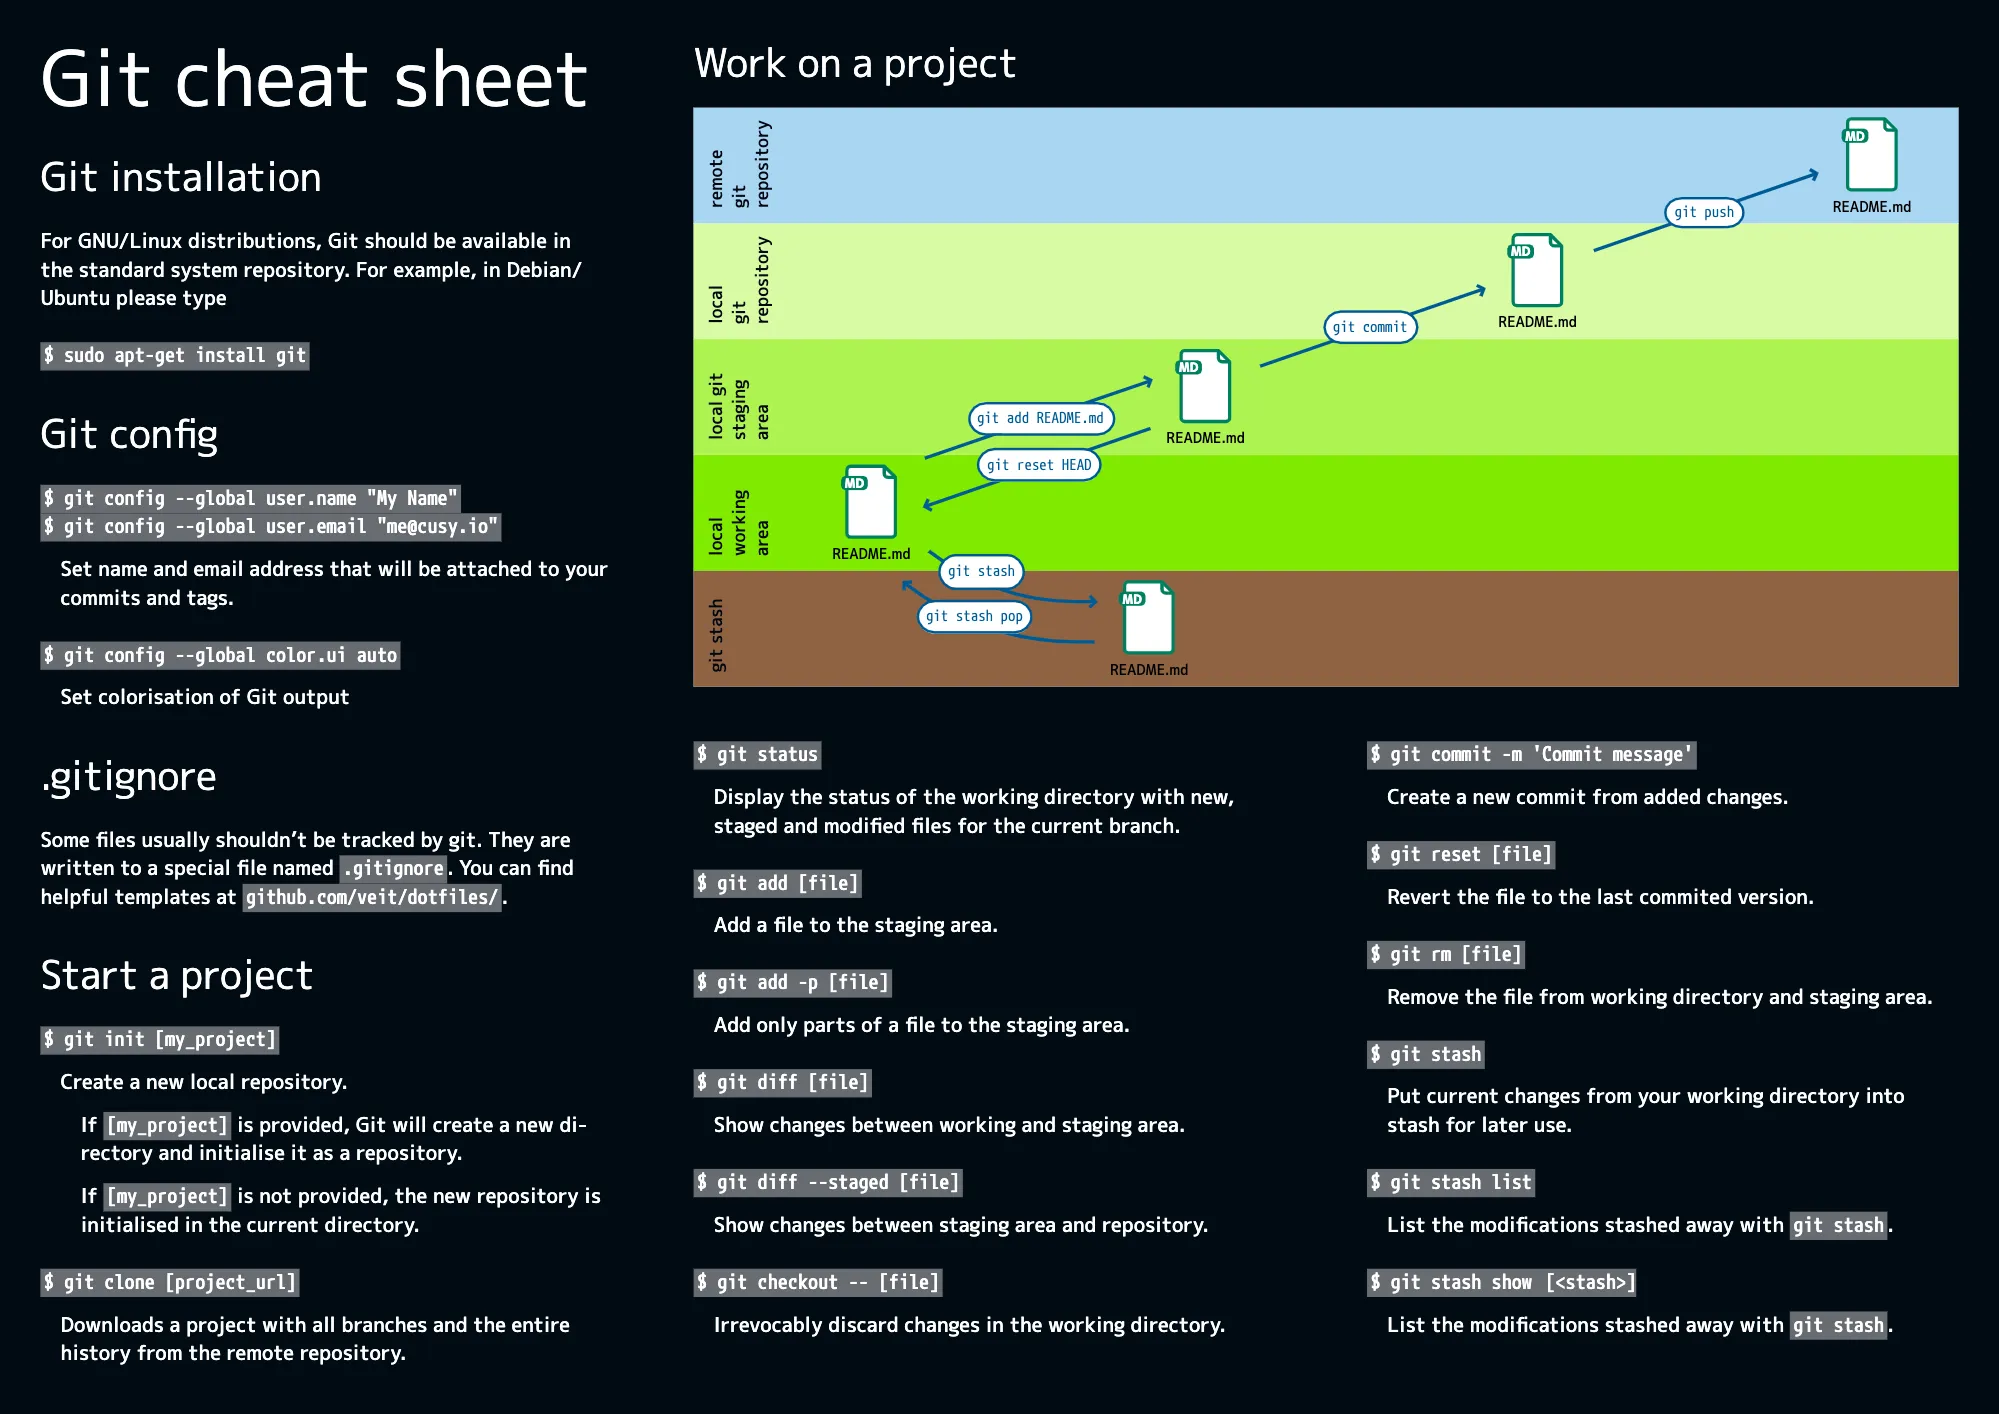 Git cheat sheet
Git installation
For GNU/Linux distributions, Git should be available in
the standard system repository. For example, in Debian/
Ubuntu please type
$ sudo apt-get install git
Git config
$ git config --global user.name "My Name"
$ git config --global user.email "me@cusy.io"
Set name and email address that will be attached to your
commits and tags.
$ git config --global color.ui auto
Set colorisation of Git output
.gitignore
Some files usually shouldn’t be tracked by git. They are
written to a special file named .gitignore. You can find
helpful templates at github.com/veit/dotfiles/.
Start a project
$ git init [my_project]
Create a new local repository.
If [my_project] is provided, Git will create a new di-
rectory and initialise it as a repository.
If [my_project] is not provided, the new repository is
initialised in the current directory.
$ git clone [project_url]
Downloads a project with all branches and the entire
history from the remote repository.
Work on a project
remote
git
repository
MD
README.md
git push
local
git
repository
MD
README.md
git commit
local git
staging
area
MD
README.md
git add README.md
git reset HEAD
local
working
area
MD
README.md
git stash
git stash pop
git stash
MD
README.md
$ git status
Display the status of the working directory with new,
staged and modified files for the current branch.
$ git add [file]
Add a file to the staging area.
$ git add -p [file]
Add only parts of a file to the staging area.
$ git diff [file]
Show changes between working and staging area.
$ git diff --staged [file]
Show changes between staging area and repository.
$ git checkout -- [file]
Irrevocably discard changes in the working directory.
$ git commit -m 'Commit message'
Create a new commit from added changes.
$ git reset [file]
Revert the file to the last commited version.
$ git rm [file]
Remove the file from working directory and staging area.
$ git stash
Put current changes from your working directory into
stash for later use.
$ git stash list
List the modifications stashed away with git stash.
$ git stash show [<stash>]
List the modifications stashed away with git stash.